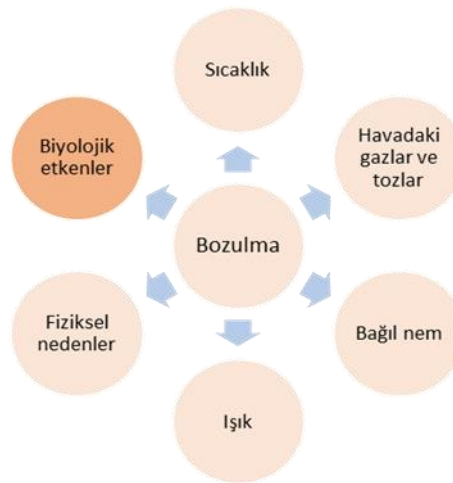 Sıcaklık
Biyolojik
etkenler
Havadaki
gazlar ve
tozlar
Bozulma
Fiziksel
nedenler
Bağıl nem
Işık